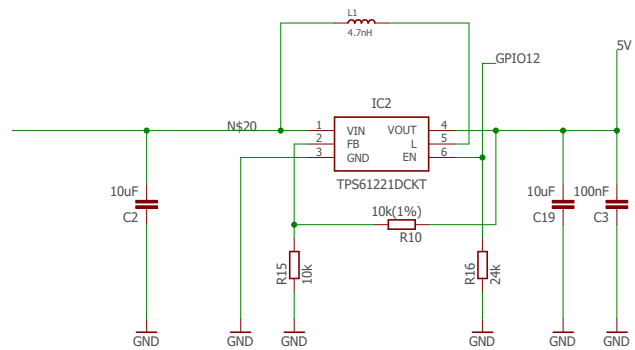 L1
4.7nH
5V
GPIO12
IC2
N$20
1 VIN VOUT 4
2 FB L 5
3 GND EN 6
TPS61221DCKT
10uF
C2
10k(1%)
R10
10uF
C19
100nF
C3
R15
10k
R16
24k
GND GND GND GND GND GND